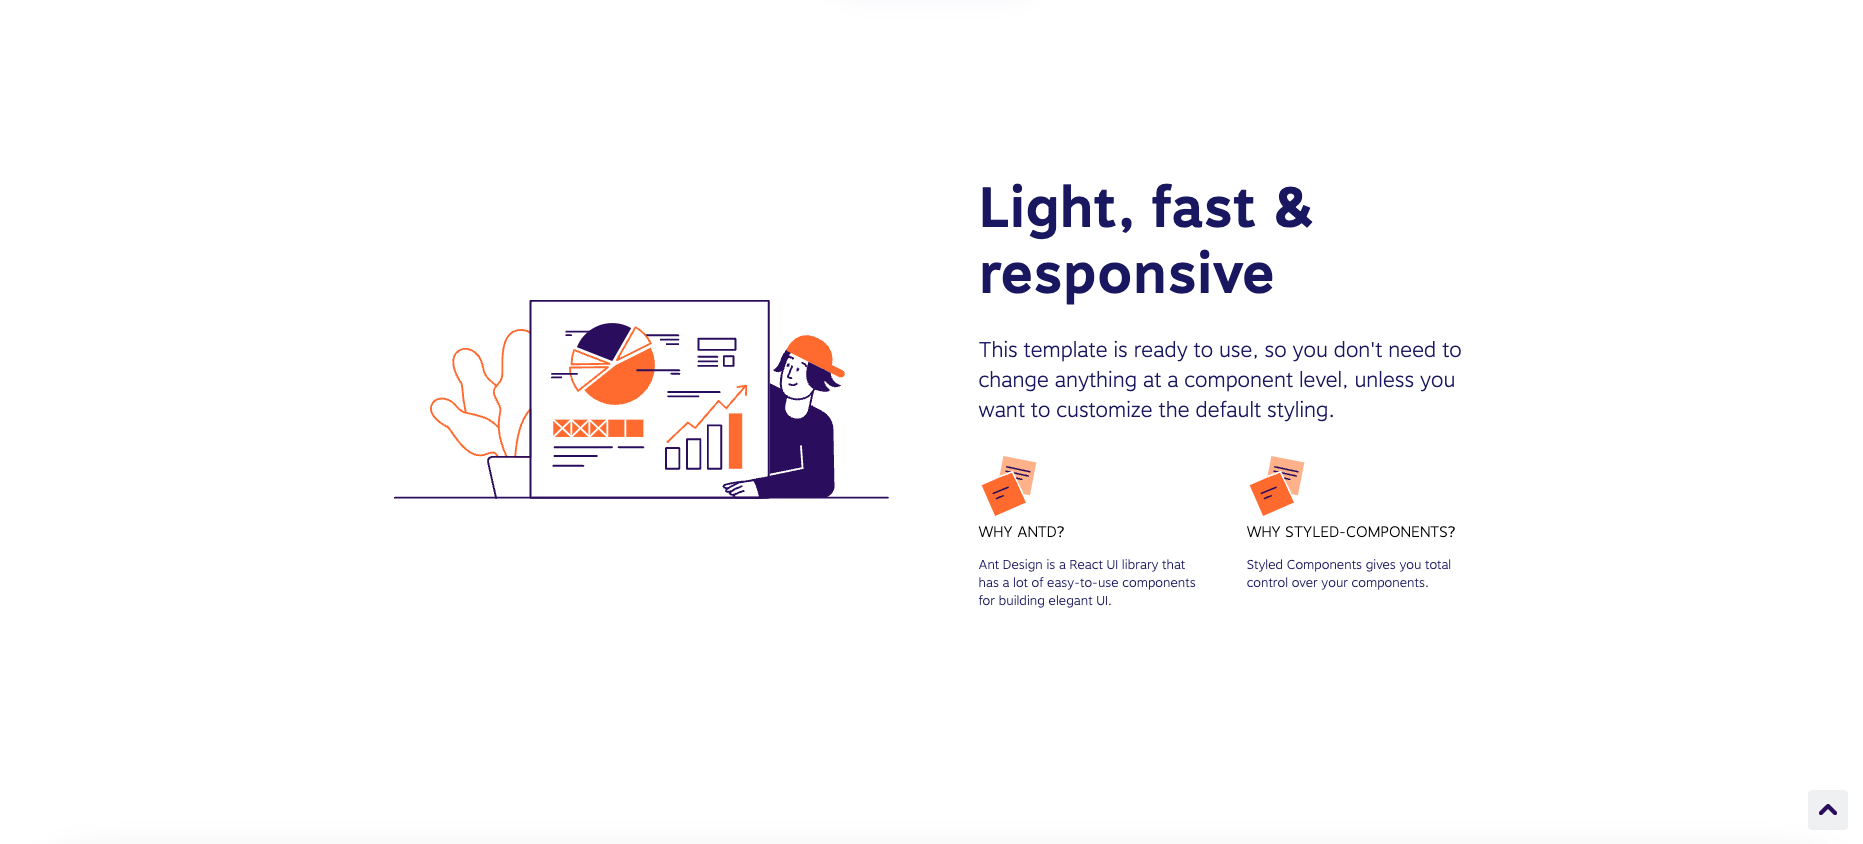 Light, fast &
responsive
This template is ready to use, so you don't need to
change anything at a component level, unless you
want to customize the default styling.
WHY ANTD?
Ant Design is a React UI library that
has a lot of easy-to-use components
for building elegant UI.
WHY STYLED-COMPONENTS?
Styled Components gives you total
control over your components.